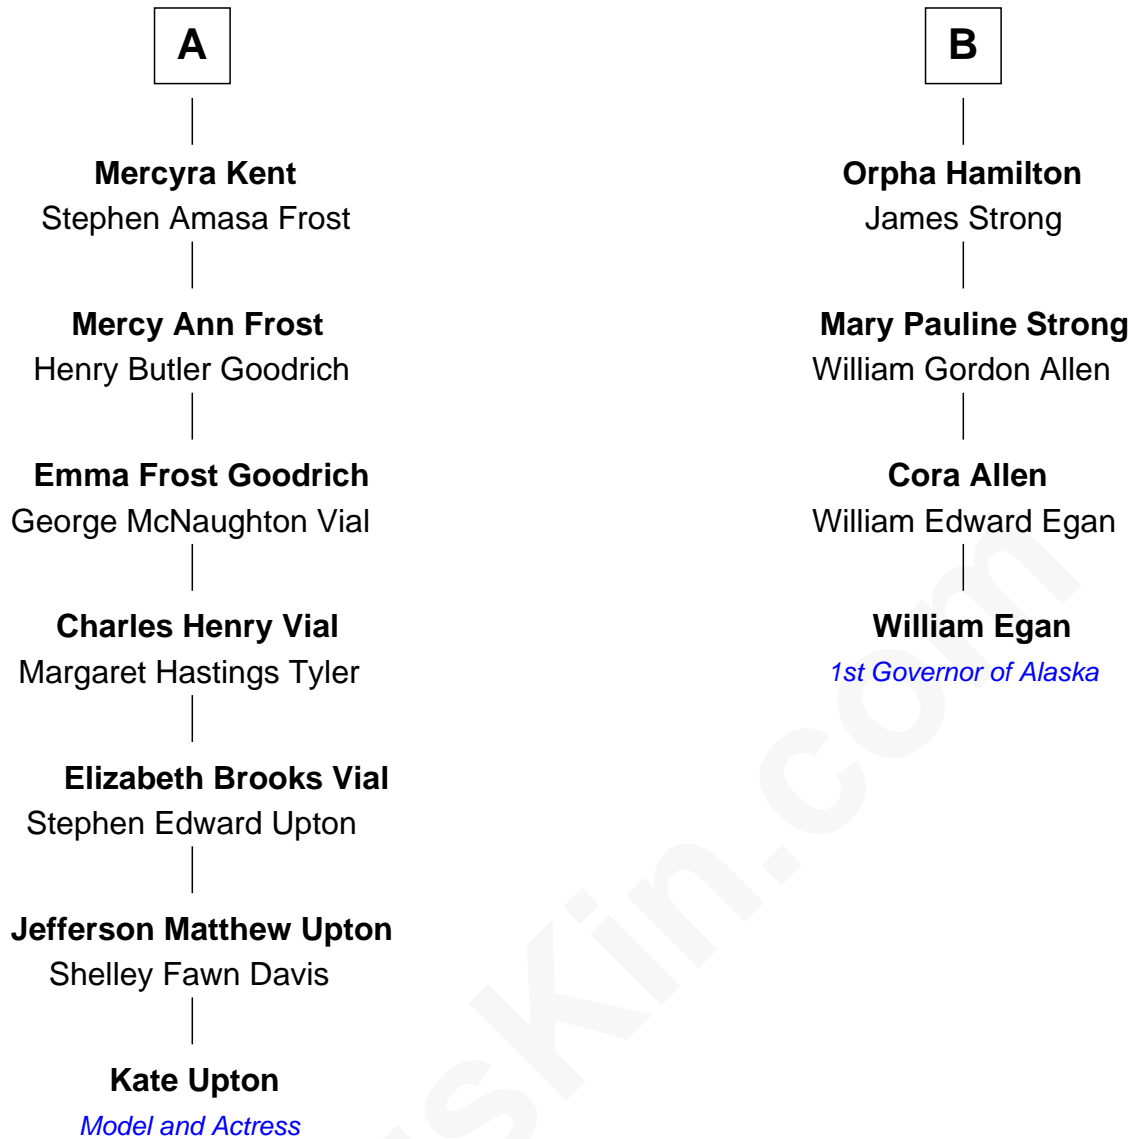 A
Mercyra Kent
Stephen Amasa Frost
Mercy Ann Frost
Henry Butler Goodrich
Emma Frost Goodrich
George McNaughton Vial
Charles Henry Vial
Margaret Hastings Tyler
Elizabeth Brooks Vial
Stephen Edward Upton
Jefferson Matthew Upton
Shelley Fawn Davis
Kate Upton
Model and Actress
B
Orpha Hamilton
James Strong
Mary Pauline Strong
William Gordon Allen
Cora Allen
William Edward Egan
William Egan
1st Governor of Alaska